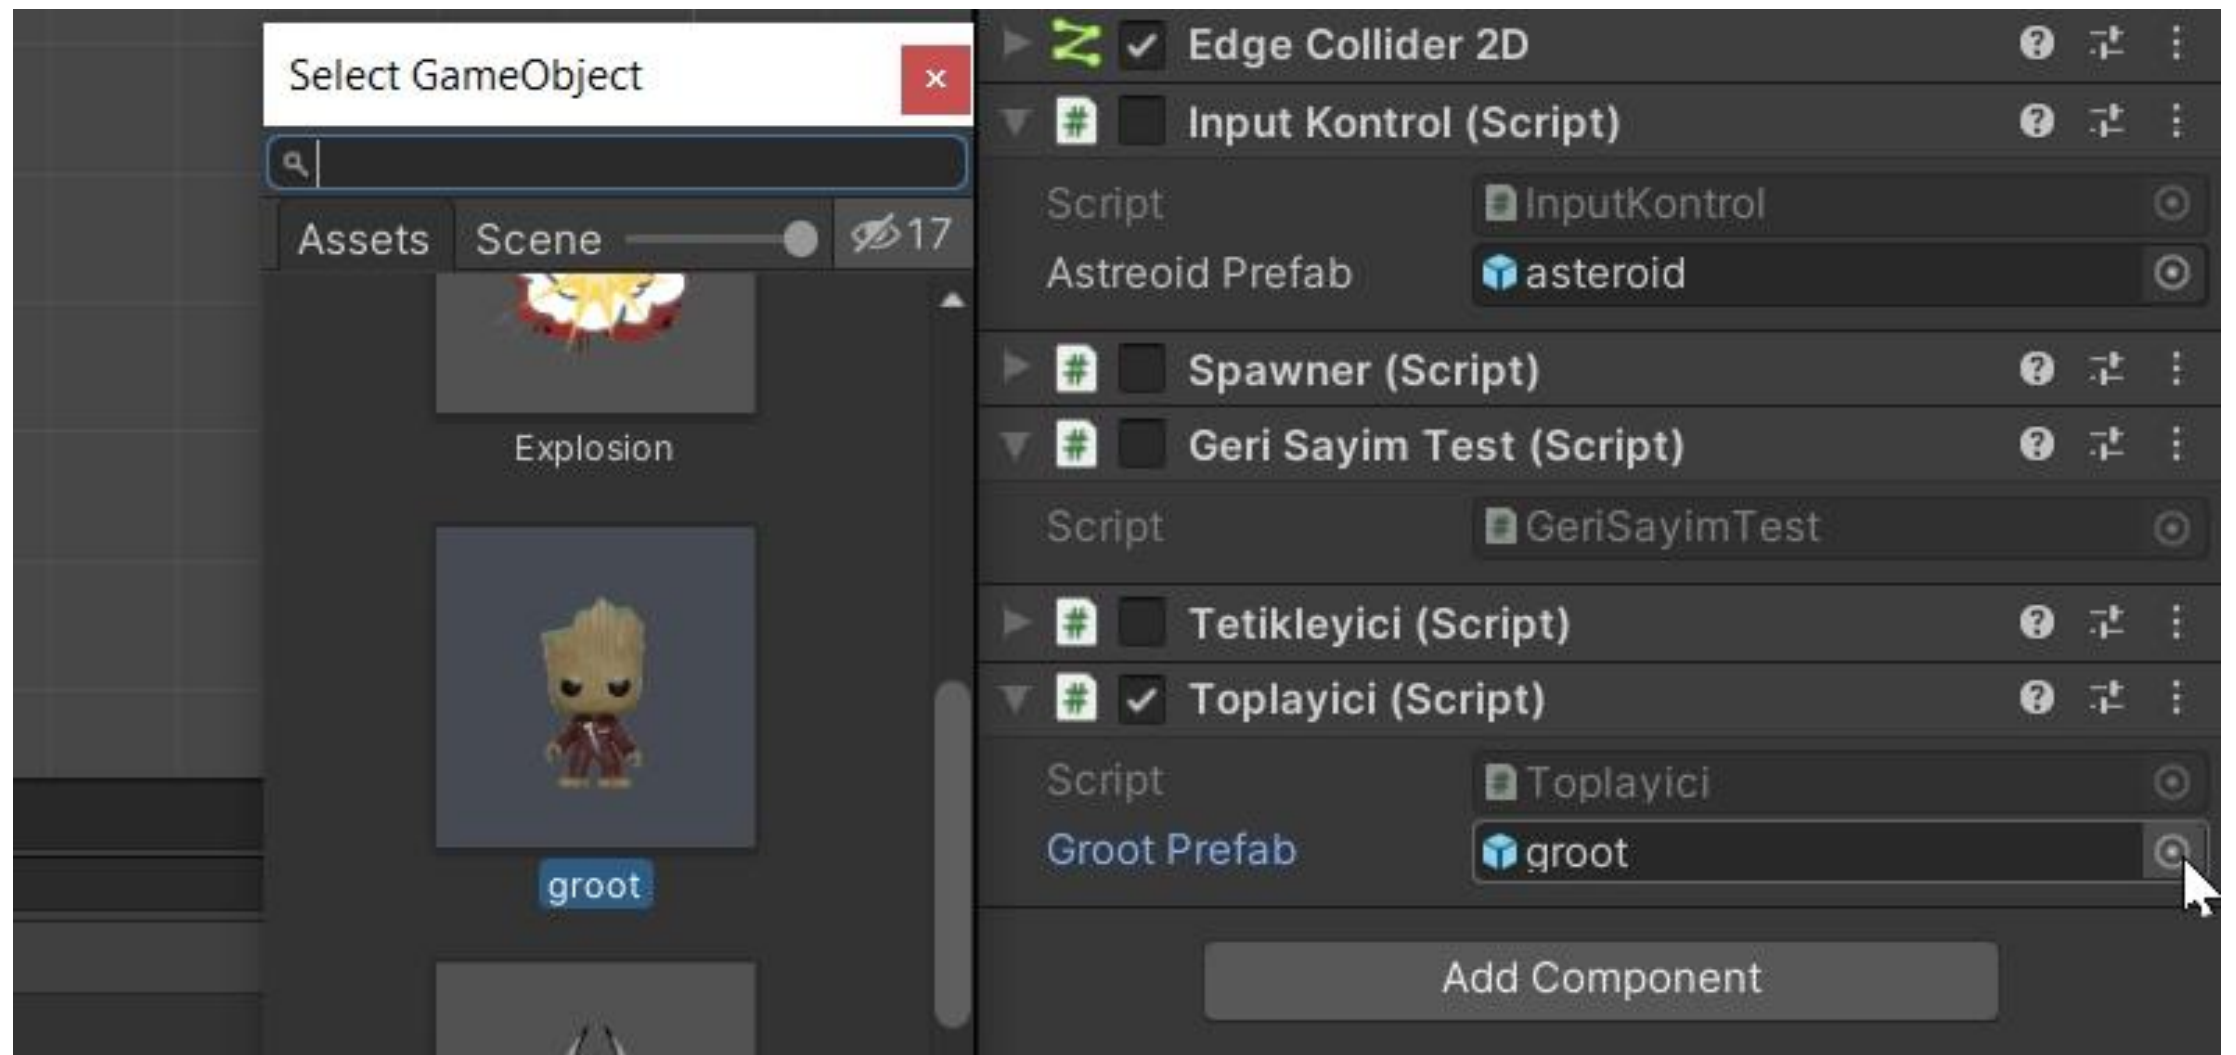 Select GameObject
Assets
Scene
17
Explosion
groot
Edge Collider 2D
Input Kontrol (Script)
Script
InputKontrol
Astreoid Prefab
asteroid
Spawner (Script)
Geri Sayim Test (Script)
Script
GeriSayimTest
Tetikleyici (Script)
Toplayici (Script)
Script
Toplayici
Groot Prefab
groot
Add Component